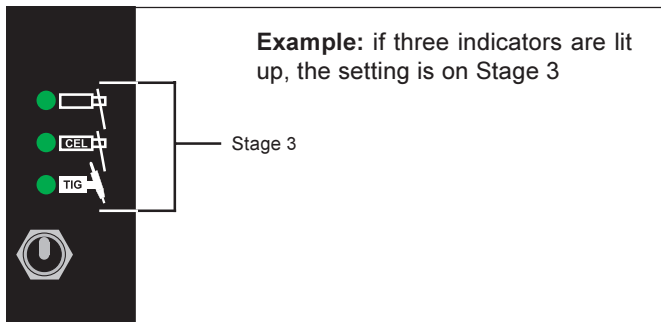 Example: if three indicators are lit
up, the setting is on Stage 3
CEL
Stage 3
TIG